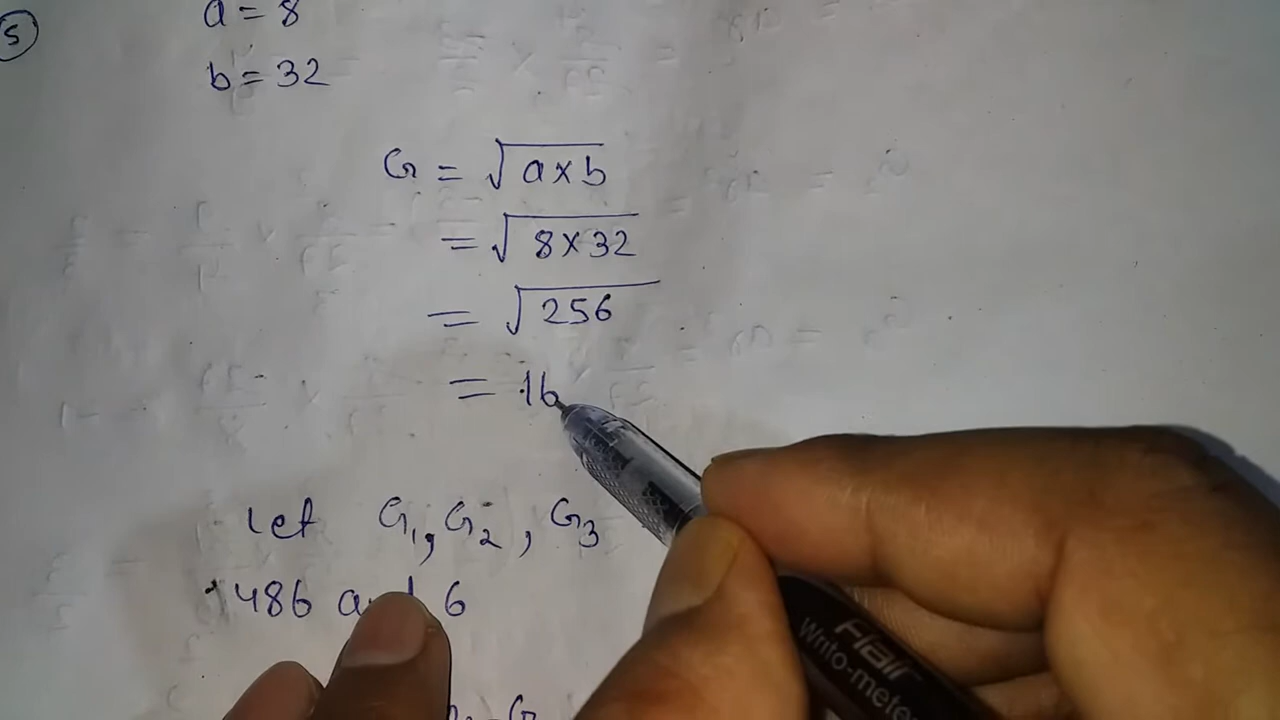 5
a = 8
b = 32
G = √a×b
= √8×32
= √256
= 16
Let G1, G2, G3
486 and 6
Flair
Writo-meter